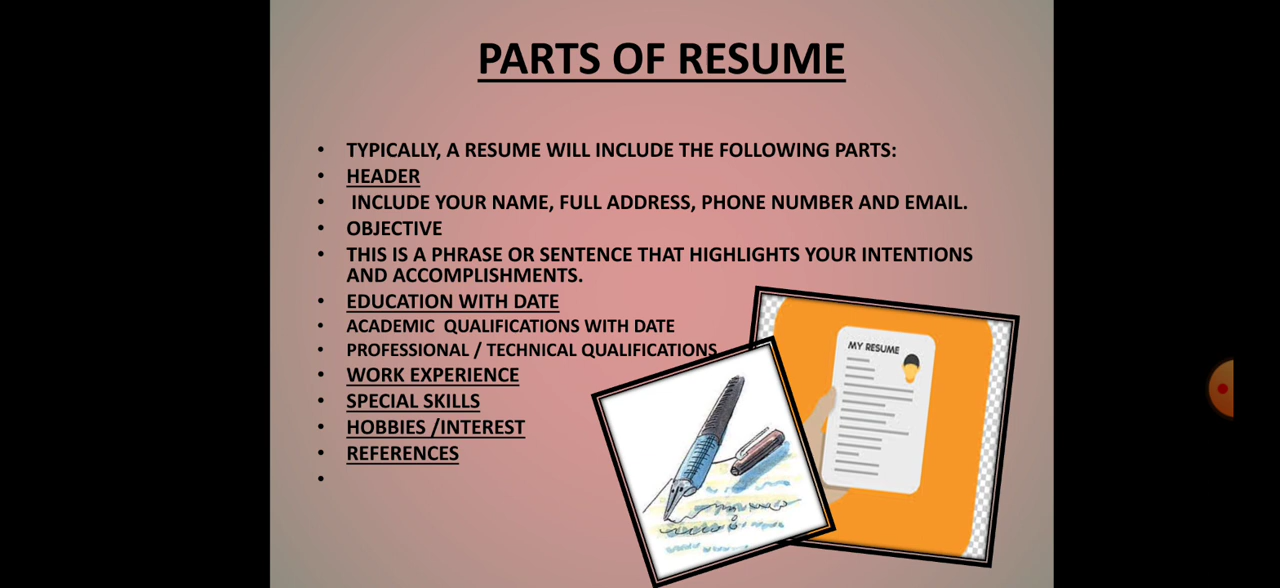 PARTS OF RESUME
• TYPICALLY, A RESUME WILL INCLUDE THE FOLLOWING PARTS:
• HEADER
• INCLUDE YOUR NAME, FULL ADDRESS, PHONE NUMBER AND EMAIL.
• OBJECTIVE
• THIS IS A PHRASE OR SENTENCE THAT HIGHLIGHTS YOUR INTENTIONS
AND ACCOMPLISHMENTS.
• EDUCATION WITH DATE
• ACADEMIC QUALIFICATIONS WITH DATE
• PROFESSIONAL / TECHNICAL QUALIFICATIONS
• WORK EXPERIENCE
• SPECIAL SKILLS
• HOBBIES /INTEREST
• REFERENCES
•
MY RESUME